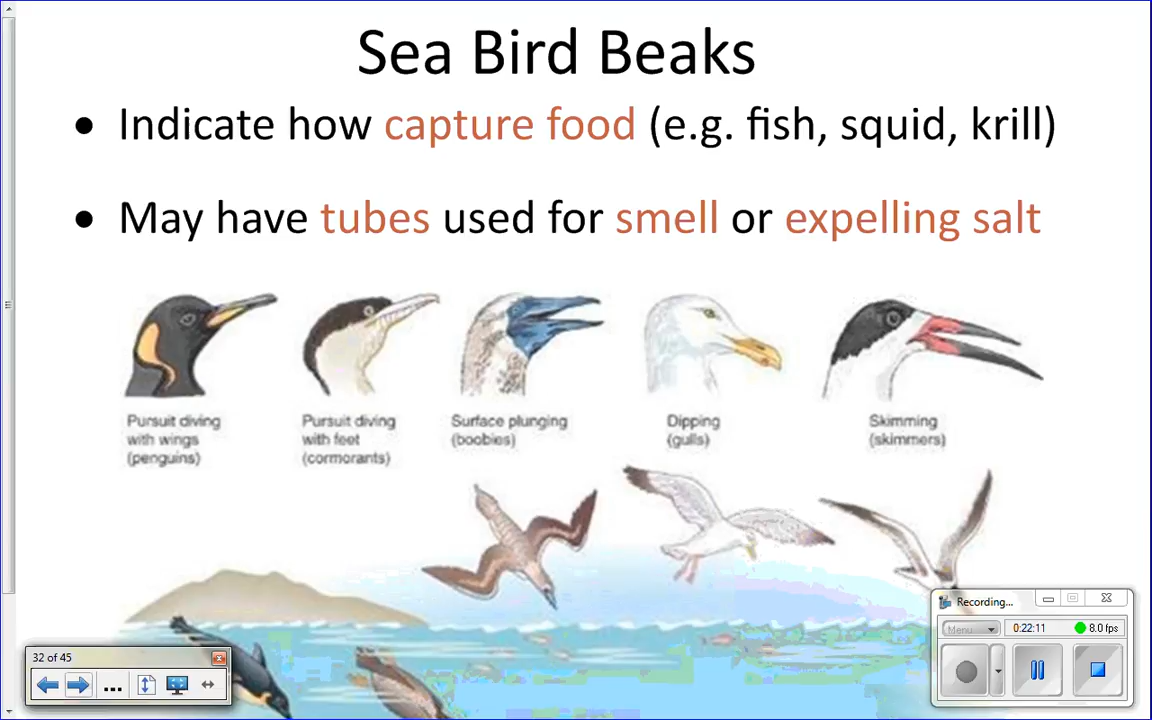 Sea Bird Beaks
• Indicate how capture food (e.g. fish, squid, krill)
• May have tubes used for smell or expelling salt
Pursuit diving
with wings
(penguins)
Pursuit diving
with feet
(cormorants)
Surface plunging
(boobies)
Dipping
(gulls)
Skimming
(skimmers)
Recording...
Menu
0:22:11
8.0 fps
32 of 45
...